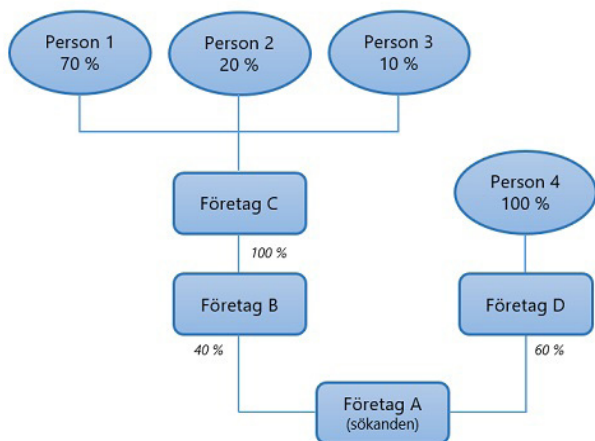 Person 1
70 %
Person 2
20 %
Person 3
10 %
Person 4
100 %
Företag C
100 %
Företag B
Företag D
40 %
60 %
Företag A
(sökanden)